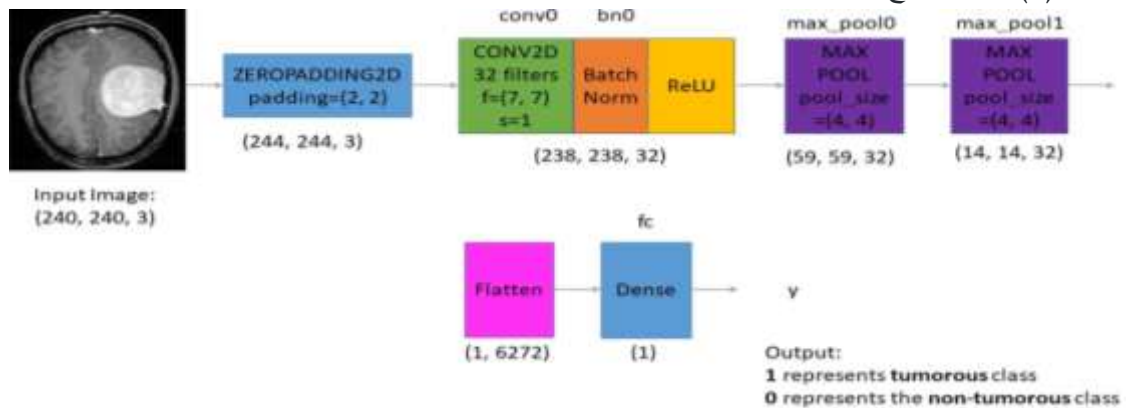 conv0 bn0 max_pool0 max_pool1
ZEROPADDING2D
padding=(2, 2)
CONV2D
32 filters
f=(7, 7)
s=1
Batch
Norm
ReLU
MAX
POOL
pool_size
=(4, 4)
MAX
POOL
pool_size
=(4, 4)
(244, 244, 3)
(238, 238, 32)
(59, 59, 32)
(14, 14, 32)
Input Image:
(240, 240, 3)
fc
Flatten
Dense
y
(1, 6272)
(1)
Output:
1 represents tumorous class
0 represents the non-tumorous class